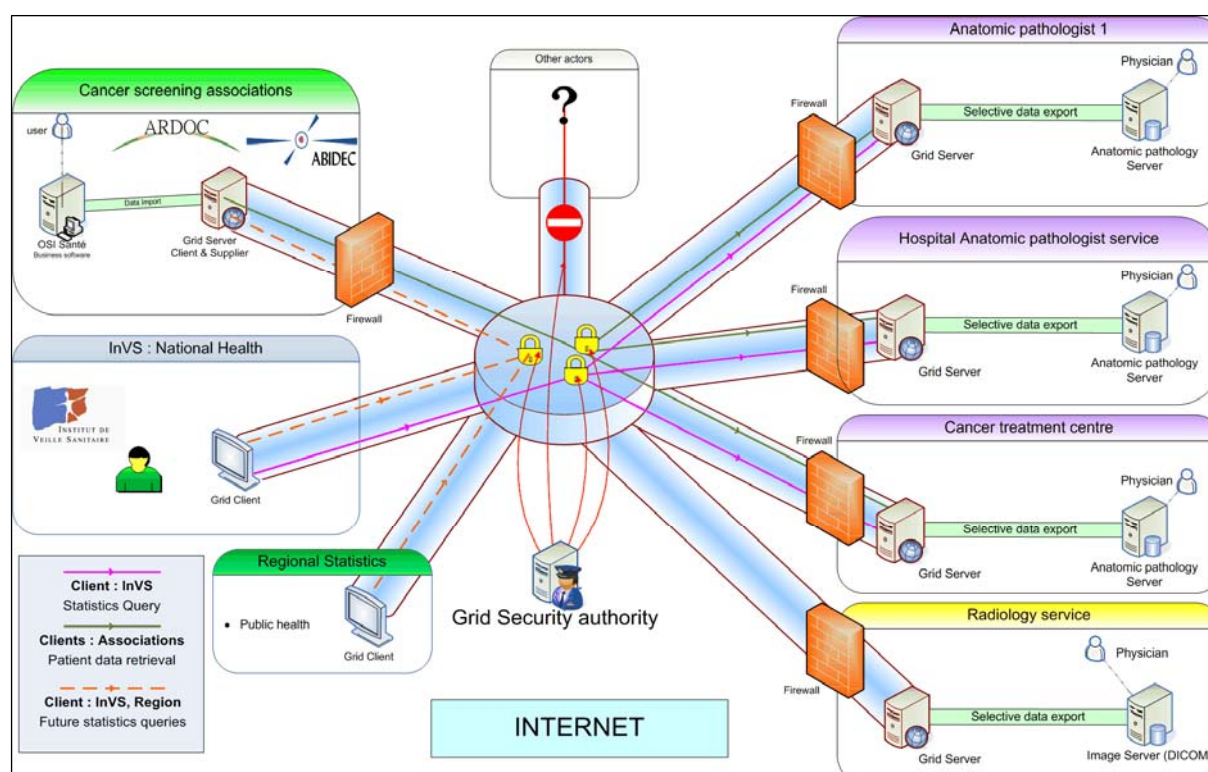 Cancer screening associations
user
ARDOC
ABIDEC
Data Import
OSI Santé
Business software
Grid Server
Client & Supplier
Firewall
Other actors
?
Anatomic pathologist 1
Physician
Firewall
Selective data export
Grid Server
Anatomic pathology
Server
Hospital Anatomic pathologist service
Physician
Firewall
Selective data export
Grid Server
Anatomic pathology
Server
InVS : National Health
INSTITUT DE
VEILLE SANITAIRE
Grid Client
Cancer treatment centre
Physician
Firewall
Selective data export
Grid Server
Anatomic pathology
Server
Regional Statistics
• Public health
Grid Client
Grid Security authority
Radiology service
Physician
Firewall
Selective data export
Grid Server
Image Server (DICOM
Client : InVS
Statistics Query
Clients : Associations
Patient data retrieval
Client : InVS, Region
Future statistics queries
INTERNET